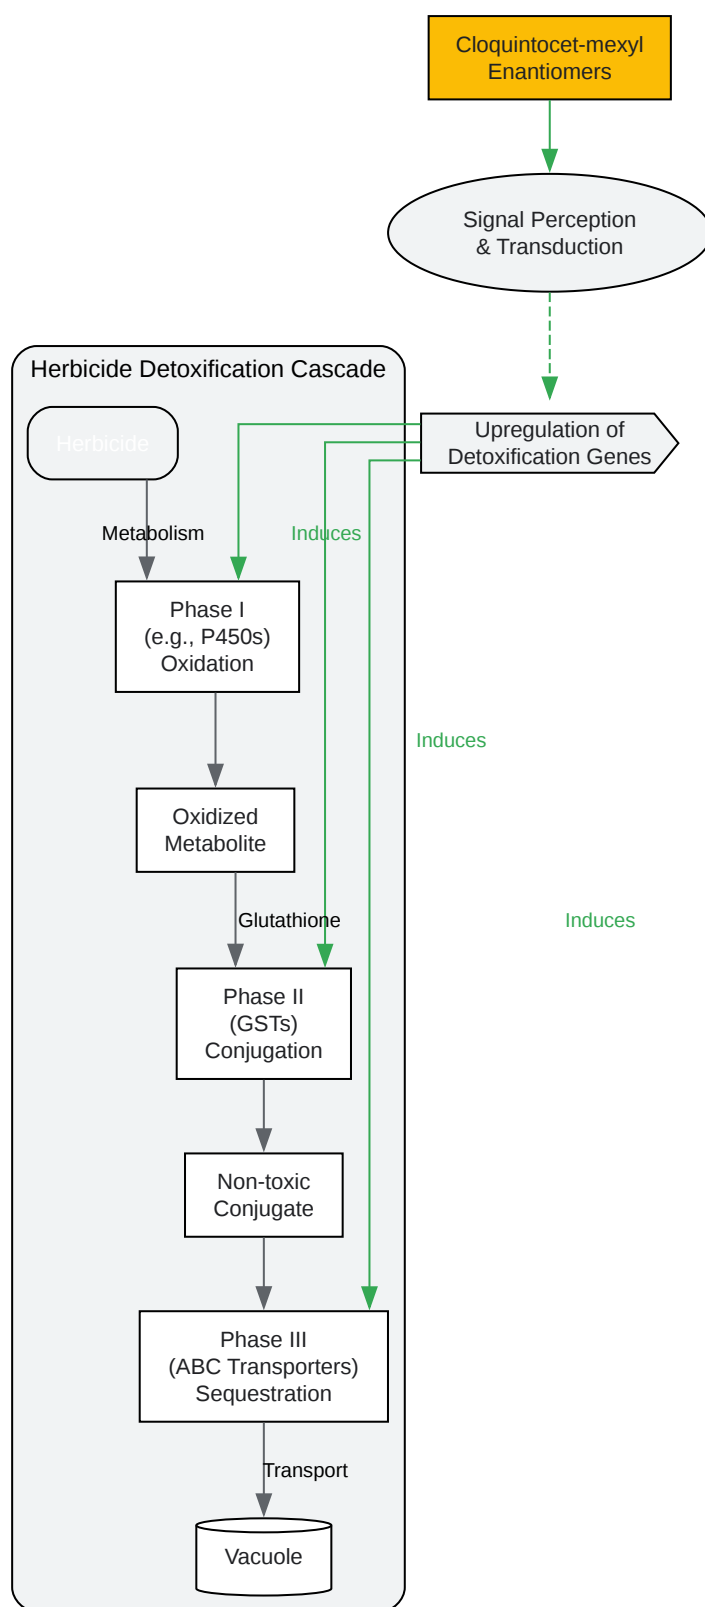 Cloquintocet-mexyl
Enantiomers
Signal Perception
& Transduction
Herbicide Detoxification Cascade
Herbicide
Upregulation of
Detoxification Genes
Metabolism
Induces
Phase I
(e.g., P450s)
Oxidation
Induces
Oxidized
Metabolite
Glutathione
Induces
Phase II
(GSTs)
Conjugation
Non-toxic
Conjugate
Phase III
(ABC Transporters)
Sequestration
Transport
Vacuole